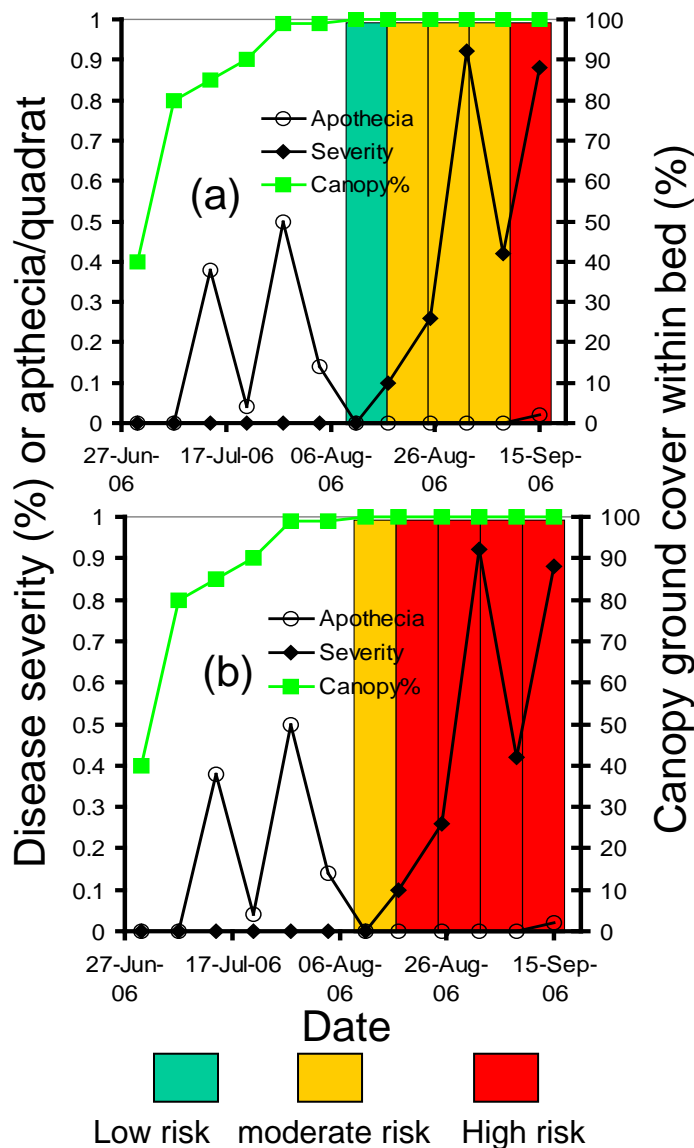 Disease severity (%) or apthecia/quadrat
Canopy ground cover within bed (%)
1
0.9
0.8
0.7
0.6
0.5
0.4
0.3
0.2
0.1
0
100
90
80
70
60
50
40
30
20
10
0
Apothecia
Severity
Canopy%
(a)
27-Jun-06
17-Jul-06
06-Aug-06
26-Aug-06
15-Sep-06
1
0.9
0.8
0.7
0.6
0.5
0.4
0.3
0.2
0.1
0
100
90
80
70
60
50
40
30
20
10
0
Apothecia
Severity
Canopy%
(b)
27-Jun-06
17-Jul-06
06-Aug-06
26-Aug-06
15-Sep-06
Date
Low risk
moderate risk
High risk